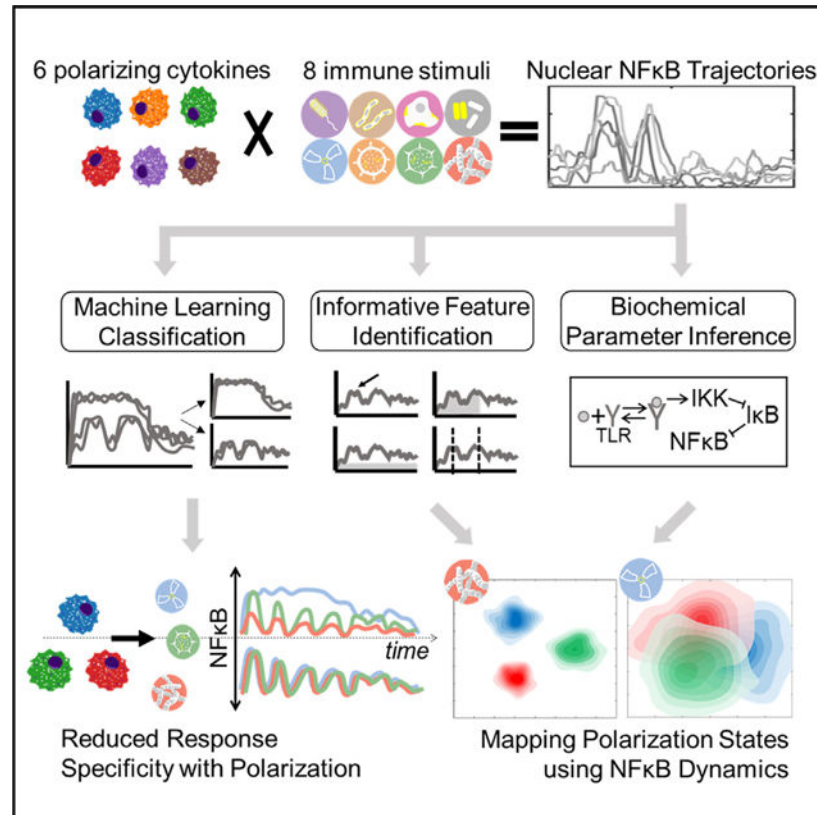 6 polarizing cytokines
8 immune stimuli
Nuclear NFκB Trajectories
Machine Learning
Classification
Informative Feature
Identification
Biochemical
Parameter Inference
+
TLR
IKK
IκB
NFκB
NFκB
time
Reduced Response
Specificity with Polarization
Mapping Polarization States
using NFκB Dynamics